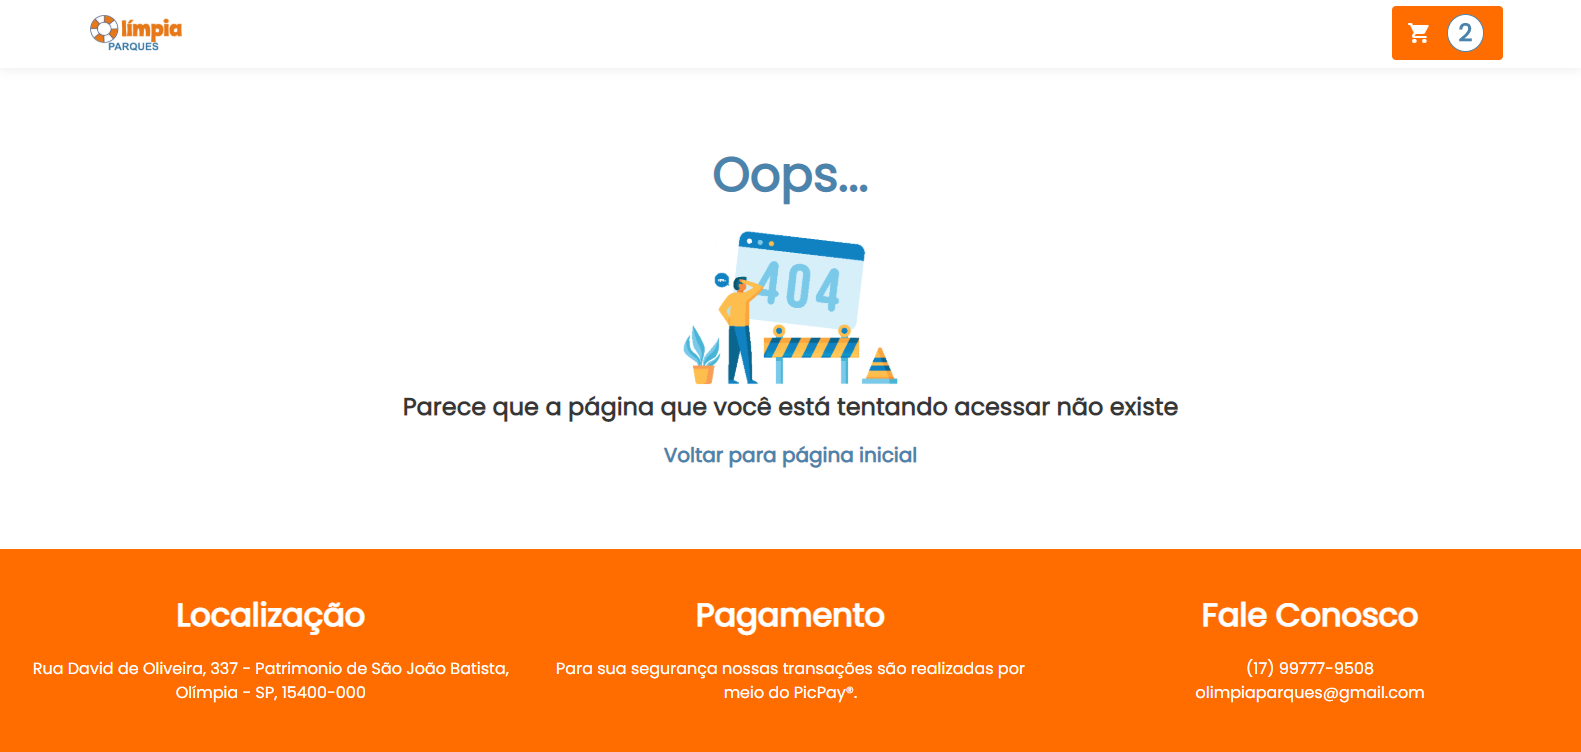 Olímpia
PARQUES
2
Oops...
404
Parece que a página que você está tentando acessar não existe
Voltar para página inicial
Localização
Rua David de Oliveira, 337 - Patrimonio de São João Batista,
Olímpia - SP, 15400-000
Pagamento
Para sua segurança nossas transações são realizadas por
meio do PicPay®.
Fale Conosco
(17) 99777-9508
olimpiaparques@gmail.com